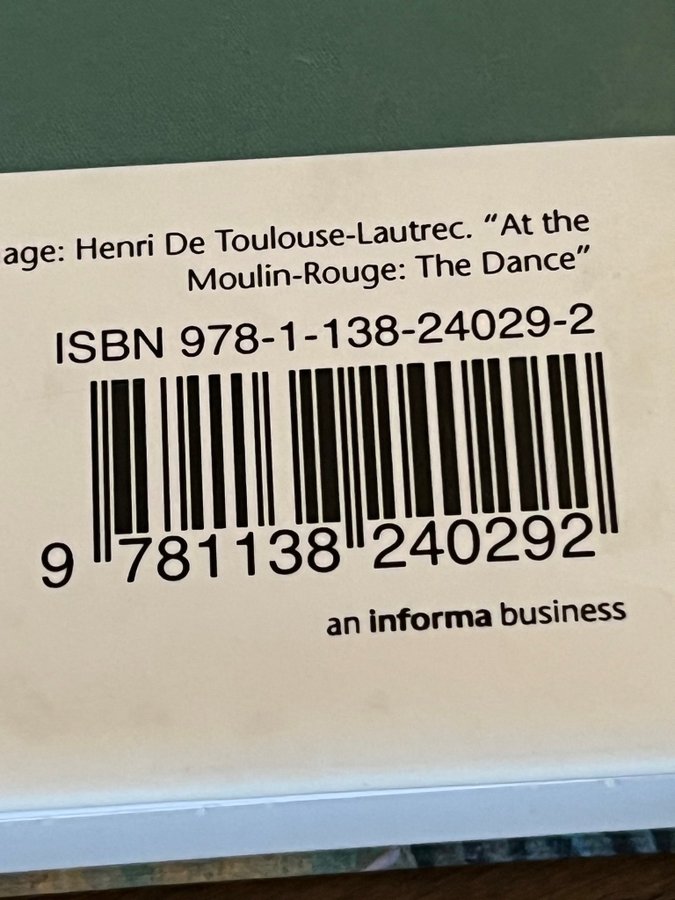 age: Henri De Toulouse-Lautrec. “At the
Moulin-Rouge: The Dance”
ISBN 978-1-138-24029-2
9 781138 240292
an informa business